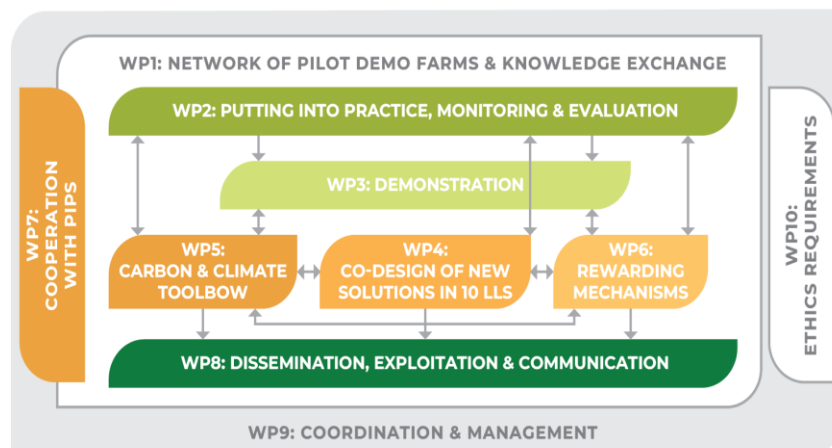 WP1: NETWORK OF PILOT DEMO FARMS & KNOWLEDGE EXCHANGE
WP2: PUTTING INTO PRACTICE, MONITORING & EVALUATION
WP3: DEMONSTRATION
WP7:
COOPERATION
WITH PIPS
WP5:
CARBON & CLIMATE
TOOLBOW
WP4:
CO-DESIGN OF NEW
SOLUTIONS IN 10 LLS
WP6:
REWARDING
MECHANISMS
WP10:
ETHICS REQUIREMENTS
WP8: DISSEMINATION, EXPLOITATION & COMMUNICATION
WP9: COORDINATION & MANAGEMENT